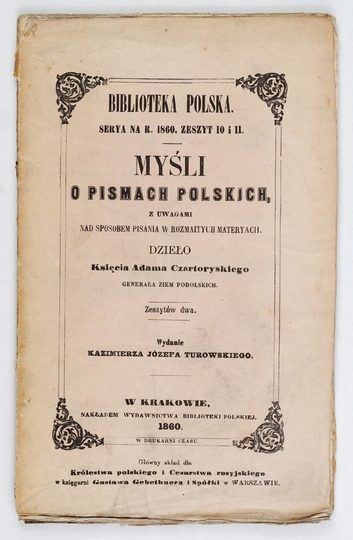 BIBLIOTEKA POLSKA.
SERYA NA R. 1860. ZESZYT 10 i 11.
MYŚLI
O PISMACH POLSKICH,
Z UWAGAMI
NAD SPOSOBEM PISANIA W ROZMAITYCH MATERYACH.
DZIEŁO
Księcia Adama Czartoryskiego
GENERAŁA ZIEM PODOLSKICH.
Zeszytów dwa.
Wydanie
KAZIMIERZA JÓZEFA TUROWSKIEGO.
W KRAKOWIE,
NAKŁADEM WYDAWNICTWA BIBLIOTEKI POLSKIEJ.
1860.
W DRUKARNI CZASU.
Główny skład dla
Królestwa polskiego i Cesarstwa rosyjskiego
w księgarni Gustawa Gebethnera i Spółki w WARSZAWIE.